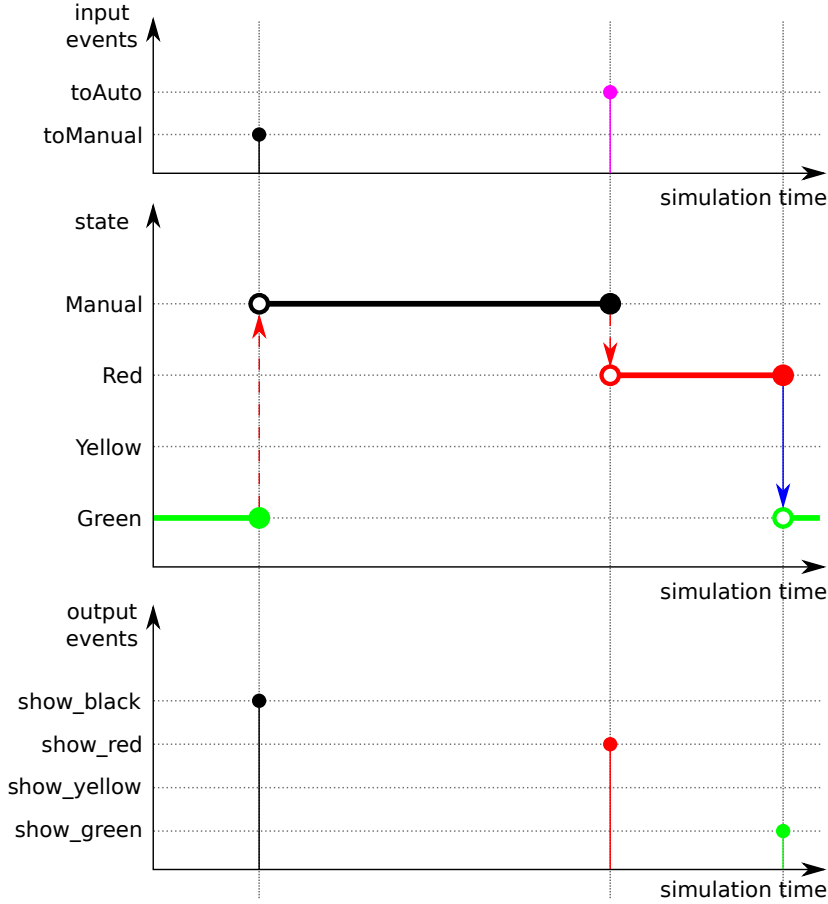 input
events
toAuto
toManual
simulation time
state
Manual
Red
Yellow
Green
simulation time
output
events
show_black
show_red
show_yellow
show_green
simulation time